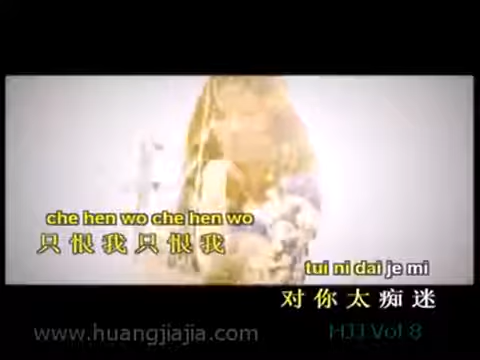 che hen wo che hen wo
只恨我只恨我
tui ni dai je mi
对你太痴迷
www.huangjiajia.com
HJJ Vol 8